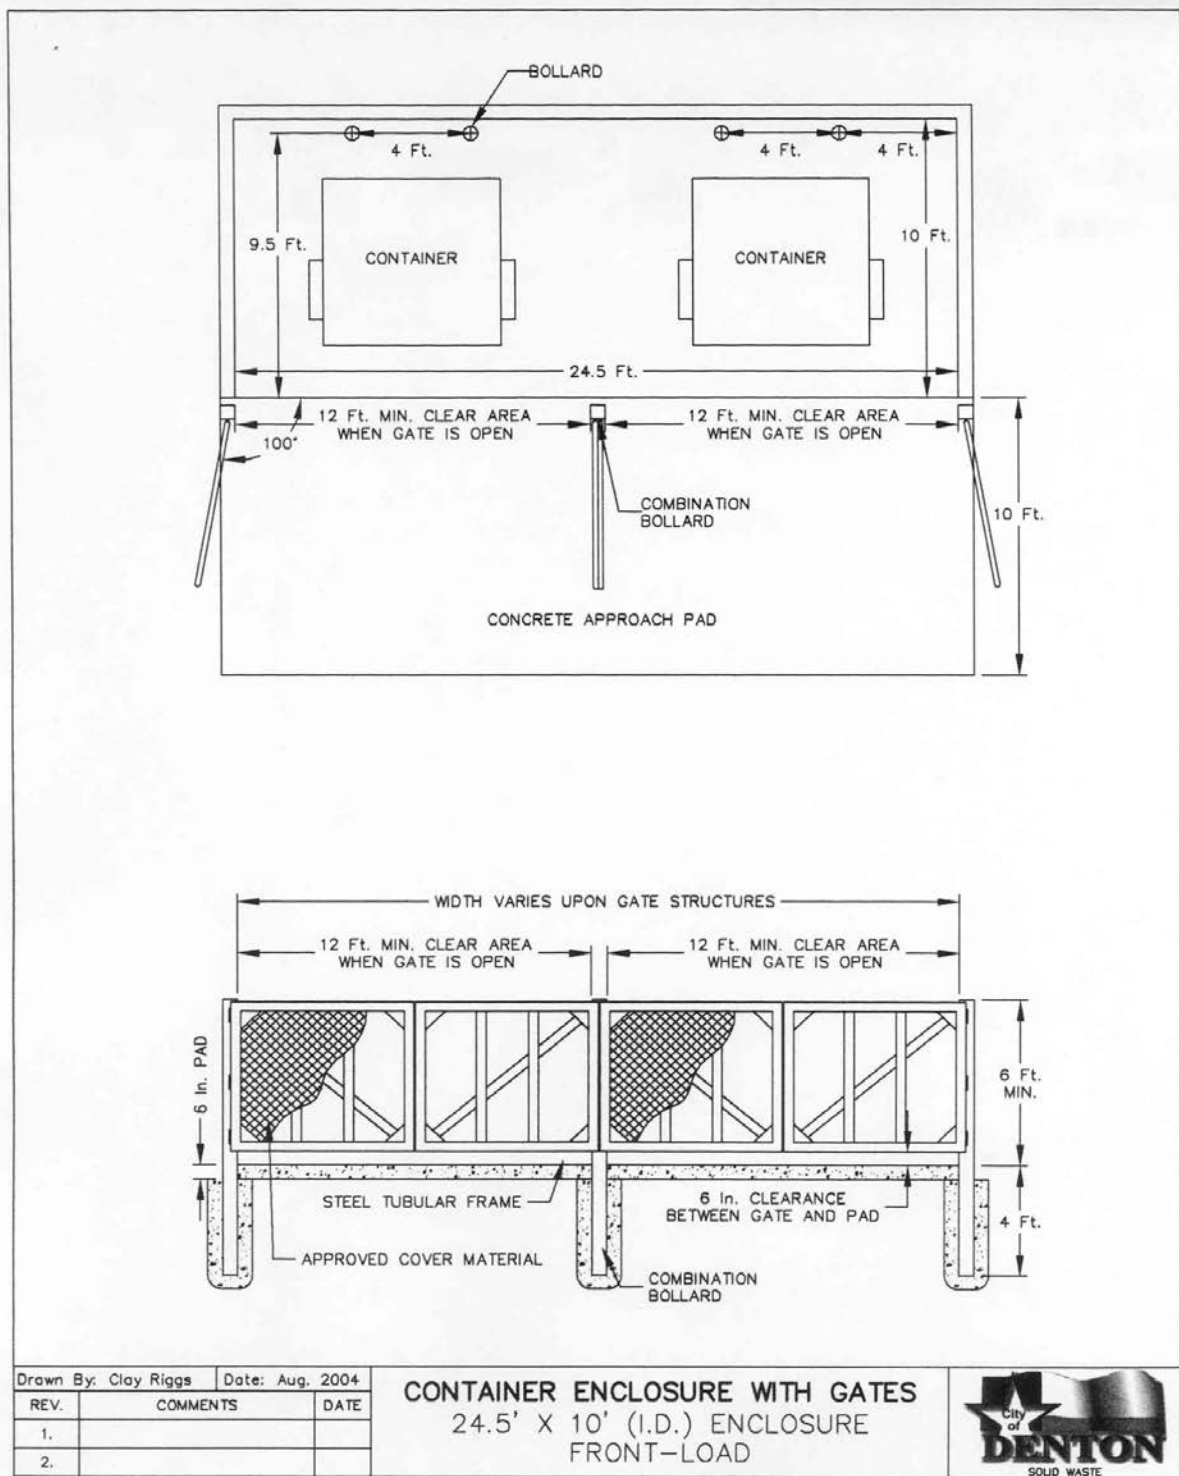 BOLLARD
4 Ft.
4 Ft.
4 Ft.
9.5 Ft.
CONTAINER
CONTAINER
10 Ft.
24.5 Ft.
12 Ft. MIN. CLEAR AREA
WHEN GATE IS OPEN
12 Ft. MIN. CLEAR AREA
WHEN GATE IS OPEN
100°
COMBINATION
BOLLARD
10 Ft.
CONCRETE APPROACH PAD
WIDTH VARIES UPON GATE STRUCTURES
12 Ft. MIN. CLEAR AREA
WHEN GATE IS OPEN
12 Ft. MIN. CLEAR AREA
WHEN GATE IS OPEN
6 In. PAD
6 Ft.
MIN.
STEEL TUBULAR FRAME
6 In. CLEARANCE
BETWEEN GATE AND PAD
4 Ft.
APPROVED COVER MATERIAL
COMBINATION
BOLLARD
Drawn By: Clay Riggs Date: Aug. 2004
REV. COMMENTS DATE
1.
2.
CONTAINER ENCLOSURE WITH GATES
24.5' X 10' (I.D.) ENCLOSURE
FRONT-LOAD
City
of
DENTON
SOLID WASTE